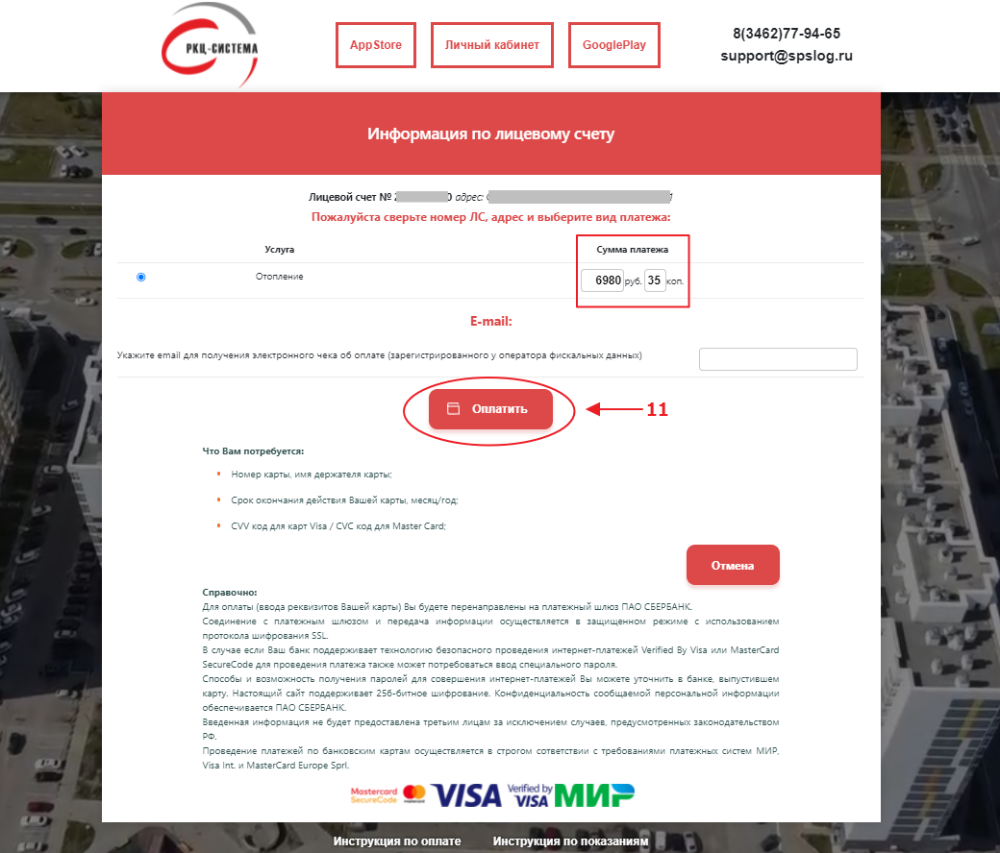 РКЦ-СИСТЕМА
AppStore
Личный кабинет
GooglePlay
8(3462)77-94-65
support@spslog.ru
Информация по лицевому счету
Лицевой счет № 0 адрес:
Пожалуйста сверьте номер ЛС, адрес и выберите вид платежа:
Услуга Сумма платежа
Отопление 6980 руб. 35 коп.
E-mail:
Укажите email для получения электронного чека об оплате (зарегистрированного у оператора фискальных данных)
Оплатить 11
Что Вам потребуется:
Номер карты, имя держателя карты;
Срок окончания действия Вашей карты, месяц/год;
CVV код для карт Visa / CVC код для Master Card;
Отмена
Справочно:
Для оплаты (ввода реквизитов Вашей карты) Вы будете перенаправлены на платежный шлюз ПАО СБЕРБАНК.
Соединение с платежным шлюзом и передача информации осуществляется в защищенном режиме с использованием
протокола шифрования SSL.
В случае если Ваш банк поддерживает технологию безопасного проведения интернет-платежей Verified By Visa или MasterCard
SecureCode для проведения платежа также может потребоваться ввод специального пароля.
Способы и возможность получения паролей для совершения интернет-платежей Вы можете уточнить в банке, выпустившем
карту. Настоящий сайт поддерживает 256-битное шифрование. Конфиденциальность сообщаемой персональной информации
обеспечивается ПАО СБЕРБАНК.
Введенная информация не будет предоставлена третьим лицам за исключением случаев, предусмотренных законодательством
РФ.
Проведение платежей по банковским картам осуществляется в строгом сответствии с требованиями платежных систем МИР,
Visa Int. и MasterCard Europe Sprl.
Mastercard
SecureCode
mastercard
VISA
Verified by
VISA
МИР
Инструкция по оплате
Инструкция по показаниям